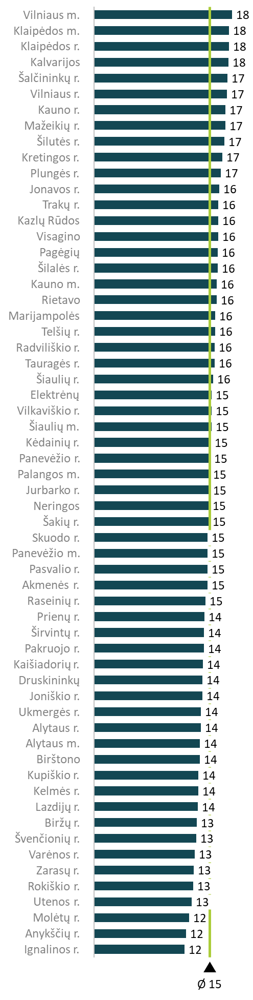 Vilniaus m. 18
Klaipėdos m. 18
Klaipėdos r. 18
Kalvarijos 18
Šalčininkų r. 17
Vilniaus r. 17
Kauno r. 17
Mažeikių r. 17
Šilutės r. 17
Kretingos r. 17
Plungės r. 17
Jonavos r. 16
Trakų r. 16
Kazlų Rūdos 16
Visagino 16
Pagėgių 16
Šilalės r. 16
Kauno m. 16
Rietavo 16
Marijampolės 16
Telšių r. 16
Radviliškio r. 16
Tauragės r. 16
Šiaulių r. 16
Elektrėnų 15
Vilkaviškio r. 15
Šiaulių m. 15
Kėdainių r. 15
Panevėžio r. 15
Palangos m. 15
Jurbarko r. 15
Neringos 15
Šakių r. 15
Skuodo r. 15
Panevėžio m. 15
Pasvalio r. 15
Akmenės r. 15
Raseinių r. 15
Prienų r. 14
Širvintų r. 14
Pakruojo r. 14
Kaišiadorių r. 14
Druskininkų 14
Joniškio r. 14
Ukmergės r. 14
Alytaus r. 14
Alytaus m. 14
Birštono 14
Kupiškio r. 14
Kelmės r. 14
Lazdijų r. 14
Biržų r. 13
Švenčionių r. 13
Varėnos r. 13
Zarasų r. 13
Rokiškio r. 13
Utenos r. 13
Molėtų r. 12
Anykščių r. 12
Ignalinos r. 12
Ø 15